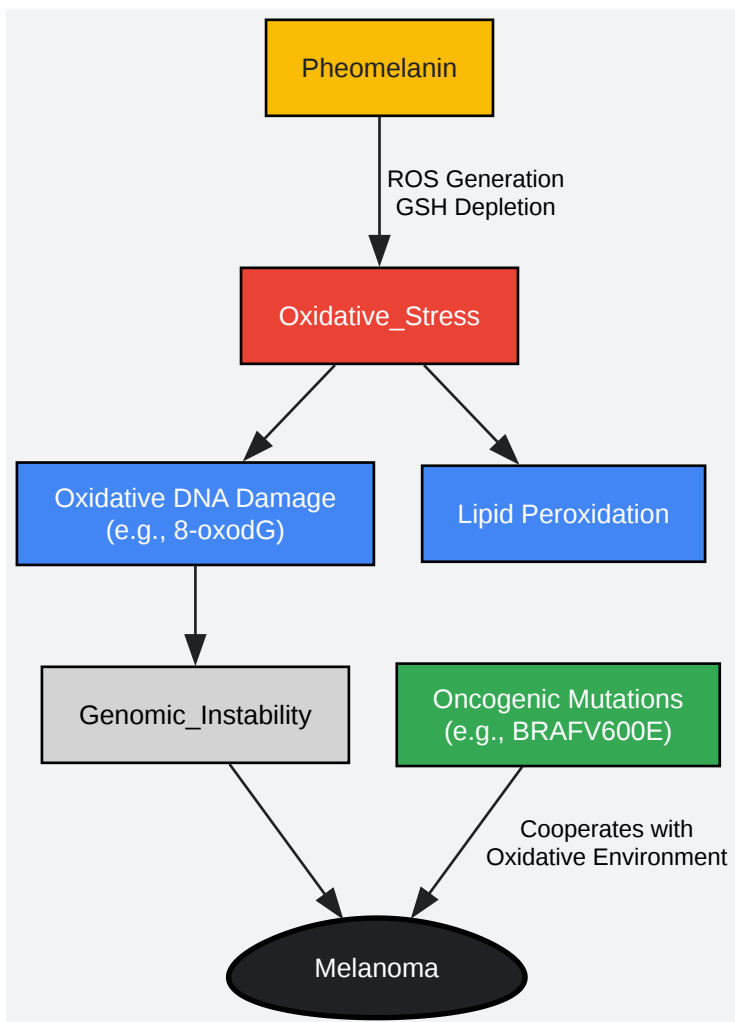 Pheomelanin
ROS Generation
GSH Depletion
Oxidative_Stress
Oxidative DNA Damage
(e.g., 8-oxodG)
Lipid Peroxidation
Genomic_Instability
Oncogenic Mutations
(e.g., BRAFV600E)
Cooperates with
Oxidative Environment
Melanoma